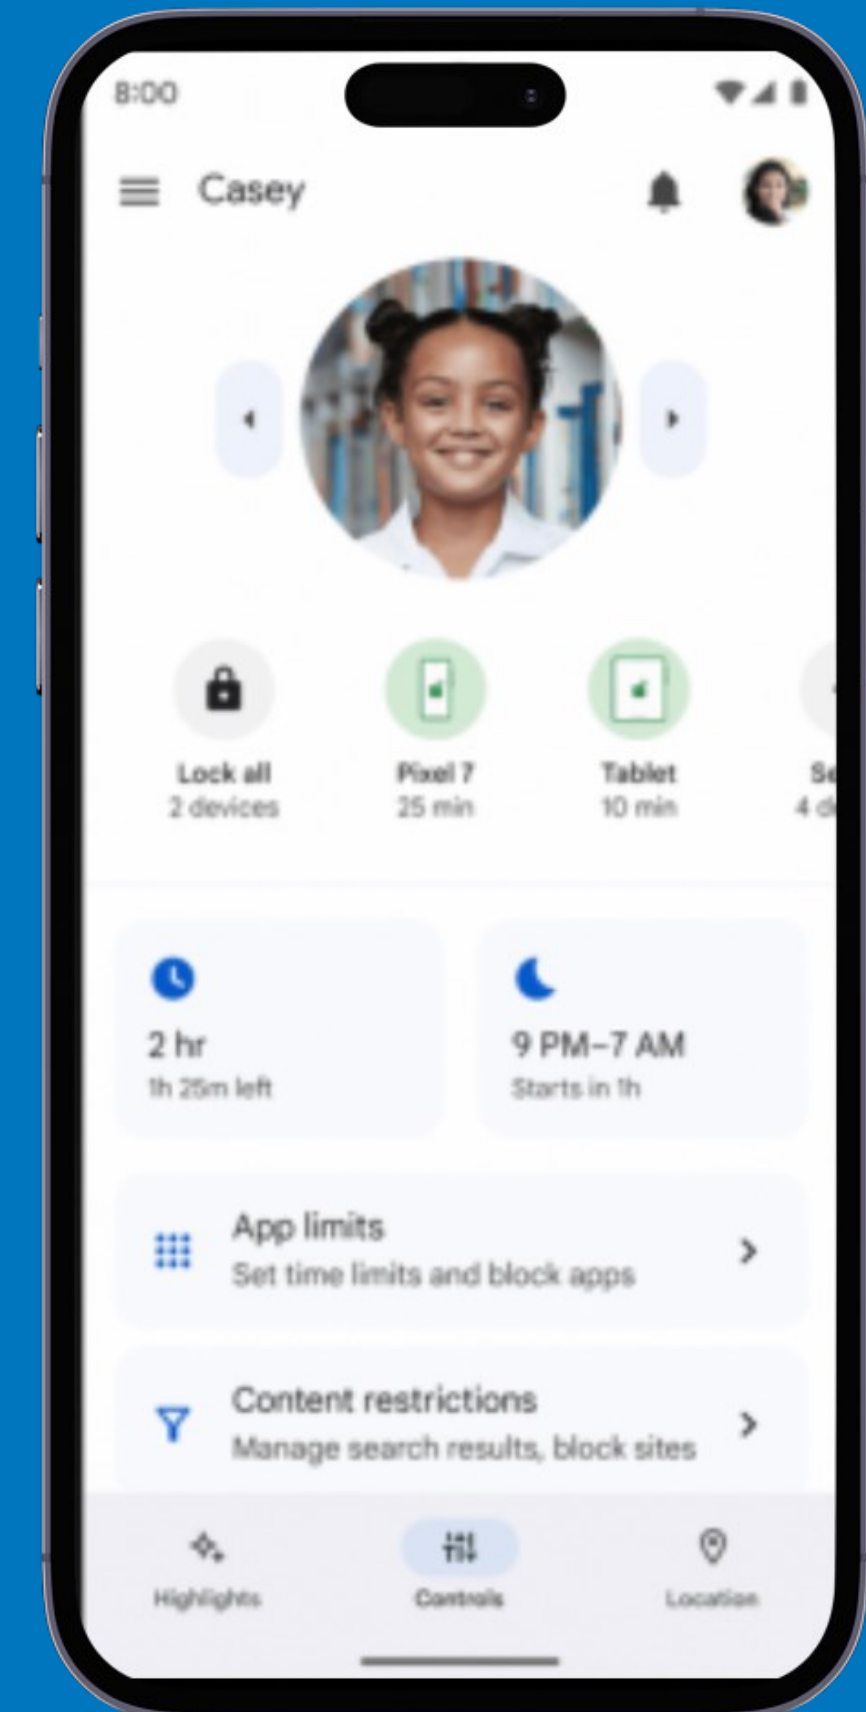 8:00
Casey
Lock all
2 devices
Pixel 7
25 min
Tablet
10 min
Se
4 d
2 hr
1h 25m left
9 PM–7 AM
Starts in 1h
App limits
Set time limits and block apps
Content restrictions
Manage search results, block sites
Highlights
Controls
Location